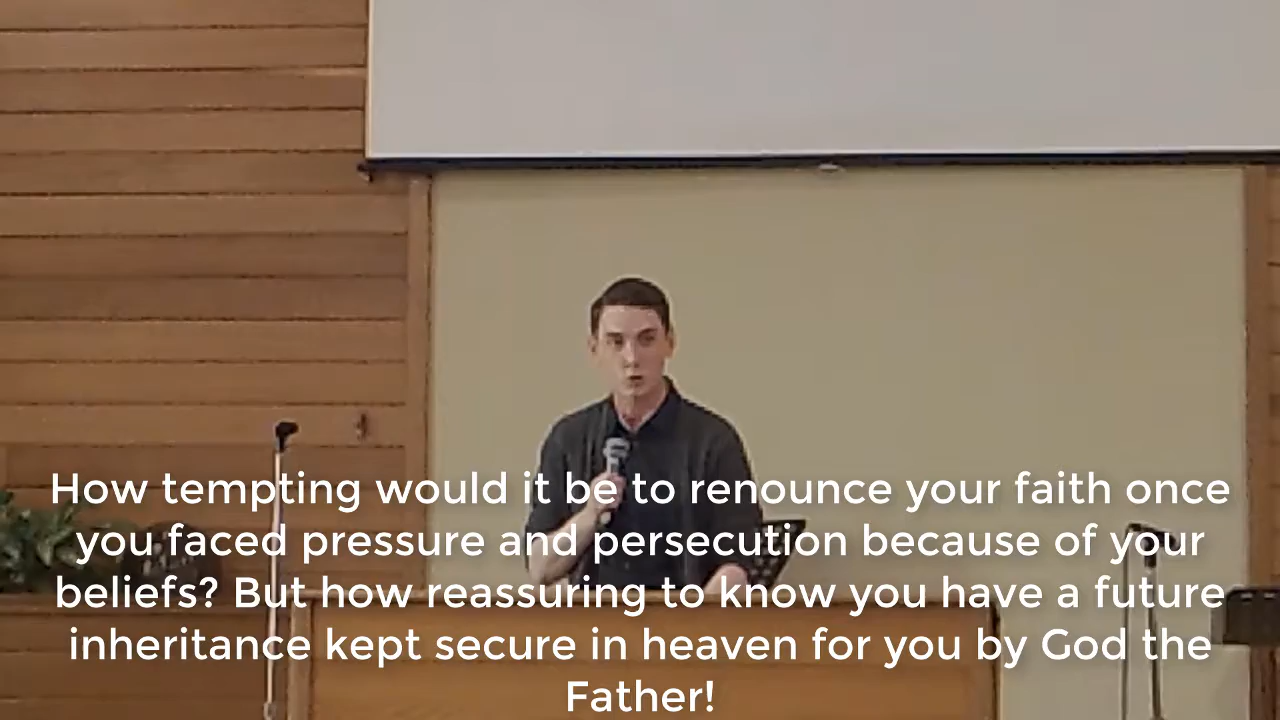 How tempting would it be to renounce your faith once
you faced pressure and persecution because of your
beliefs? But how reassuring to know you have a future
inheritance kept secure in heaven for you by God the
Father!